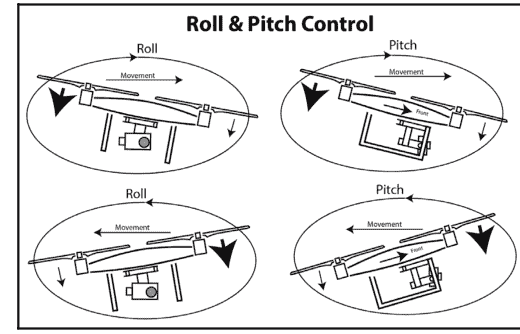 Roll & Pitch Control
Roll
Movement
Pitch
Movement
Front
Roll
Movement
Pitch
Movement
Front